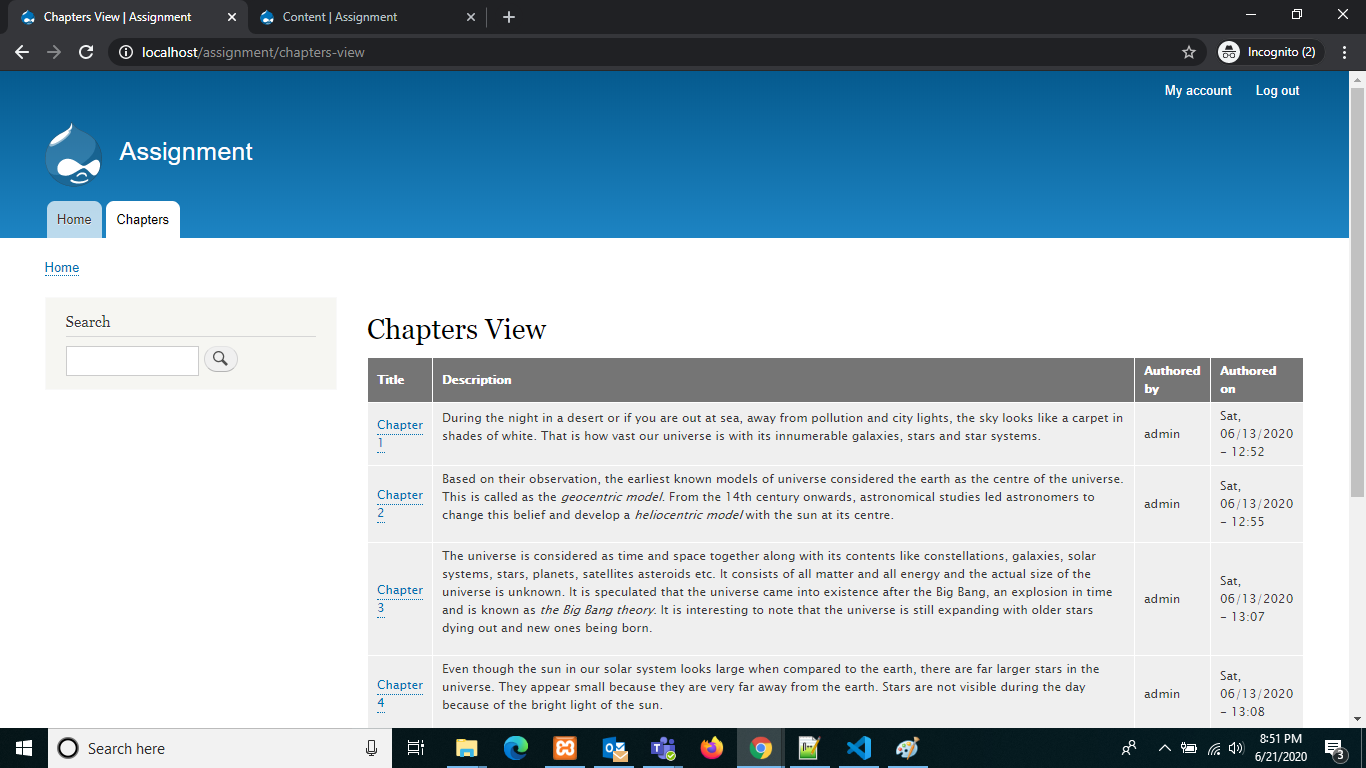 Chapters View | Assignment
Content | Assignment
localhost/assignment/chapters-view
Incognito (2)
My account
Log out
Assignment
Home
Chapters
Home
Search
Chapters View
Title
Description
Authored
by
Authored
on
Chapter
1
During the night in a desert or if you are out at sea, away from pollution and city lights, the sky looks like a carpet in
shades of white. That is how vast our universe is with its innumerable galaxies, stars and star systems.
admin
Sat,
06/13/2020
- 12:52
Chapter
2
Based on their observation, the earliest known models of universe considered the earth as the centre of the universe.
This is called as the geocentric model. From the 14th century onwards, astronomical studies led astronomers to
change this belief and develop a heliocentric model with the sun at its centre.
admin
Sat,
06/13/2020
- 12:55
Chapter
3
The universe is considered as time and space together along with its contents like constellations, galaxies, solar
systems, stars, planets, satellites asteroids etc. It consists of all matter and all energy and the actual size of the
universe is unknown. It is speculated that the universe came into existence after the Big Bang, an explosion in time
and is known as the Big Bang theory. It is interesting to note that the universe is still expanding with older stars
dying out and new ones being born.
admin
Sat,
06/13/2020
- 13:07
Chapter
4
Even though the sun in our solar system looks large when compared to the earth, there are far larger stars in the
universe. They appear small because they are very far away from the earth. Stars are not visible during the day
because of the bright light of the sun.
admin
Sat,
06/13/2020
- 13:08
Search here
8:51 PM
6/21/2020
3